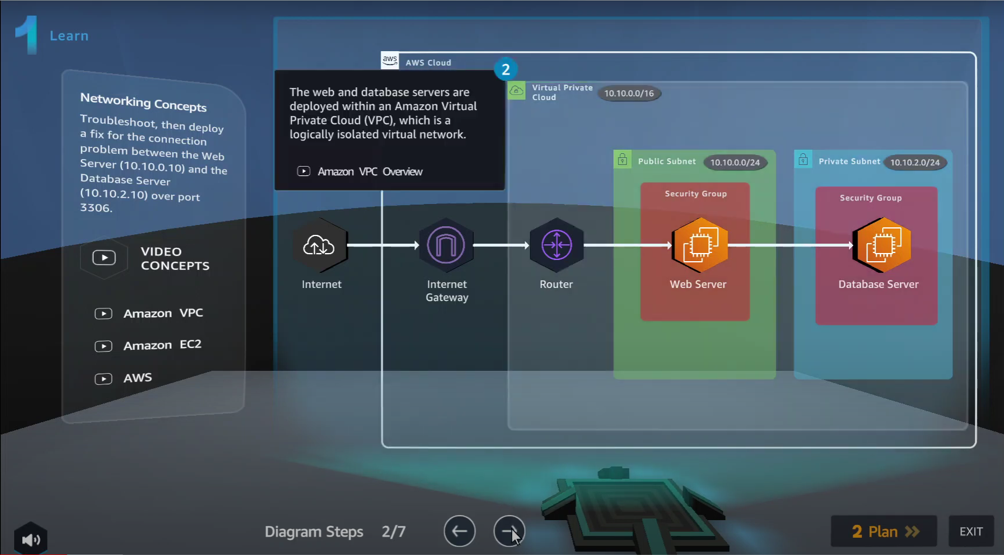 1 Learn
Networking Concepts
Troubleshoot, then deploy
a fix for the connection
problem between the Web
Server (10.10.0.10) and the
Database Server
(10.10.2.10) over port
3306.
VIDEO
CONCEPTS
Amazon VPC
Amazon EC2
AWS
aws
AWS Cloud
2
The web and database servers are
deployed within an Amazon Virtual
Private Cloud (VPC), which is a
logically isolated virtual network.
Amazon VPC Overview
Virtual Private
Cloud
10.10.0.0/16
Public Subnet
10.10.0.0/24
Private Subnet
10.10.2.0/24
Security Group
Security Group
Internet
Internet
Gateway
Router
Web Server
Database Server
Diagram Steps 2/7
2 Plan
EXIT